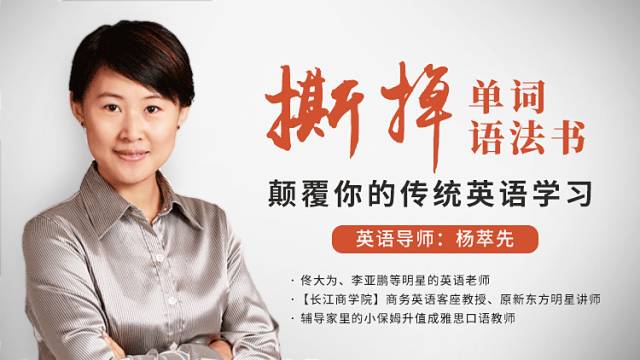 撕掉单词
语法书
颠覆你的传统英语学习
英语导师：杨萃先
· 佟大为、李亚鹏等明星的英语老师
· 【长江商学院】商务英语客座教授、原新东方明星讲师
· 辅导家里的小保姆升值成雅思口语教师